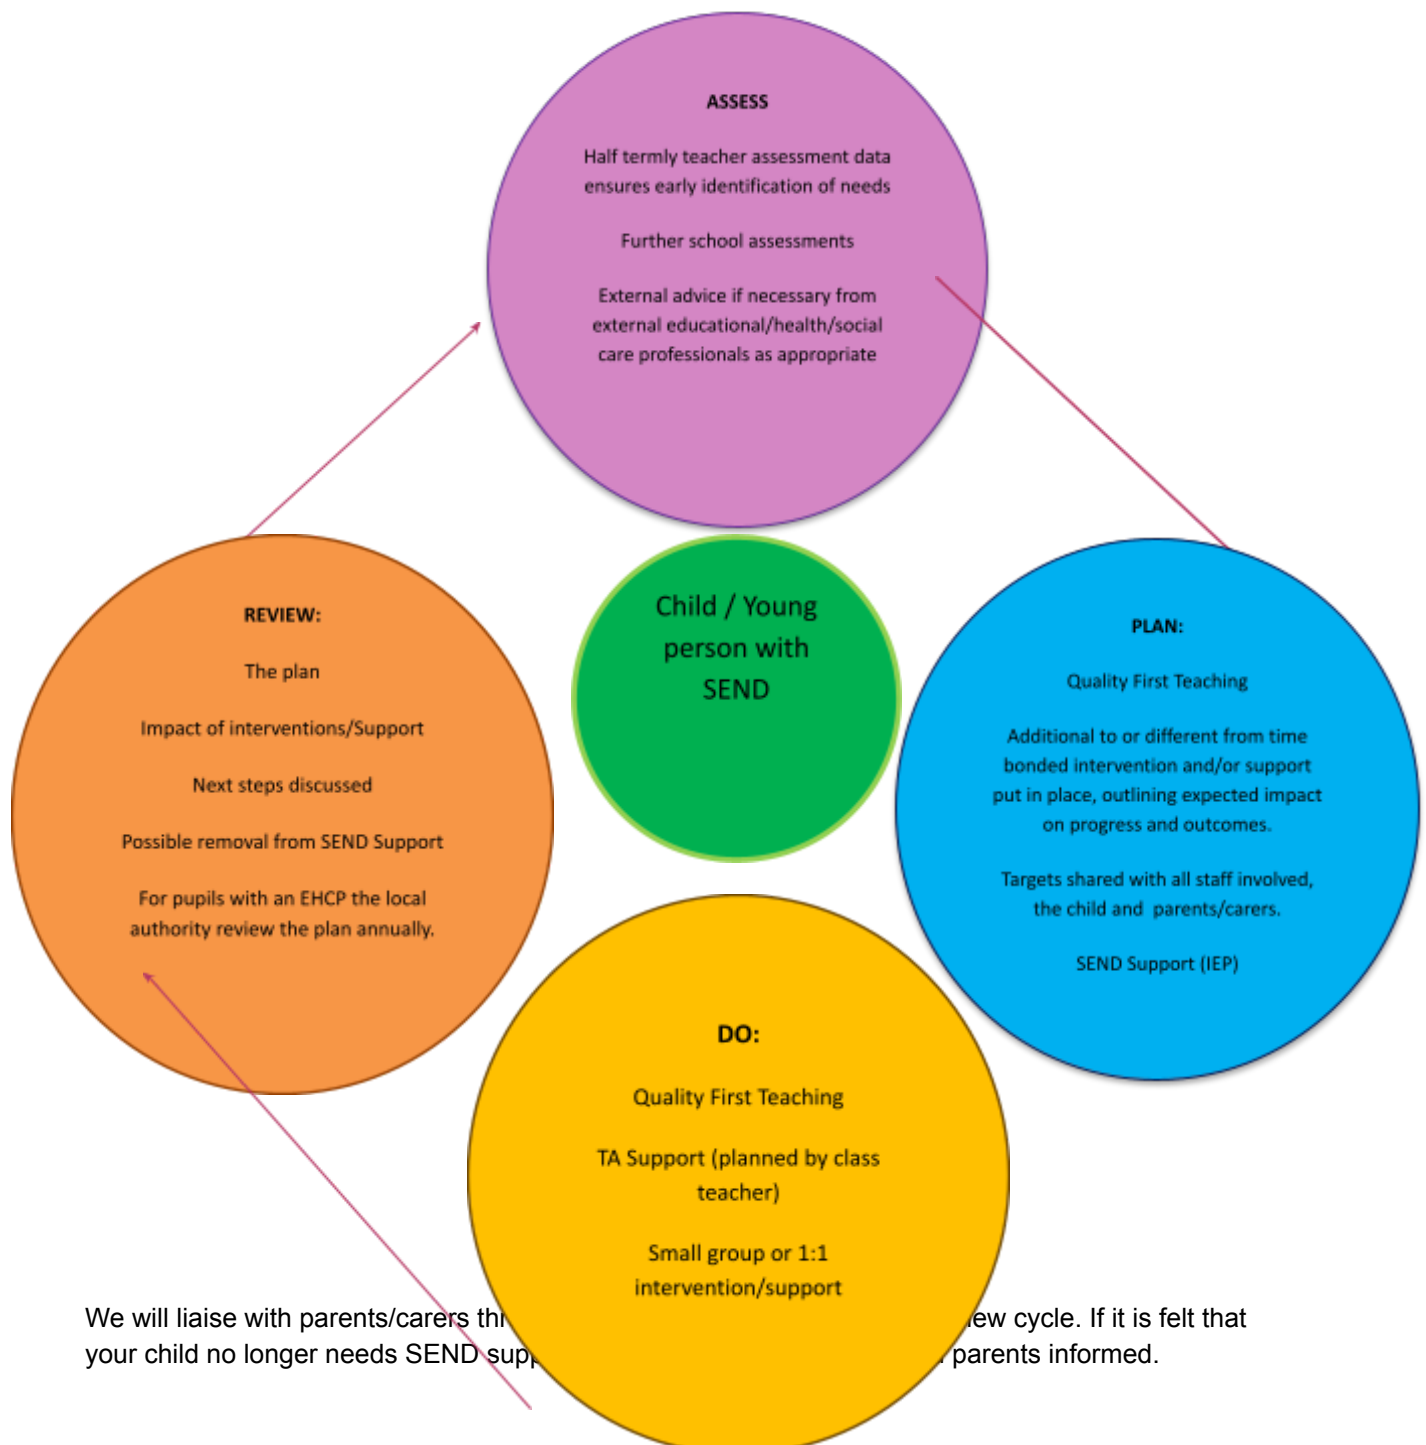 ASSESS
Half termly teacher assessment data
ensures early identification of needs
Further school assessments
External advice if necessary from
external educational/health/social
care professionals as appropriate
Child / Young
person with
SEND
REVIEW:
The plan
Impact of interventions/Support
Next steps discussed
Possible removal from SEND Support
For pupils with an EHCP the local
authority review the plan annually.
PLAN:
Quality First Teaching
Additional to or different from time
bonded intervention and/or support
put in place, outlining expected impact
on progress and outcomes.
Targets shared with all staff involved,
the child and  parents/carers.
SEND Support (IEP)
DO:
Quality First Teaching
TA Support (planned by class
teacher)
Small group or 1:1
intervention/support
We will liaise with parents/carers cycle. If it is felt that
your child no longer needs SEND parents informed.